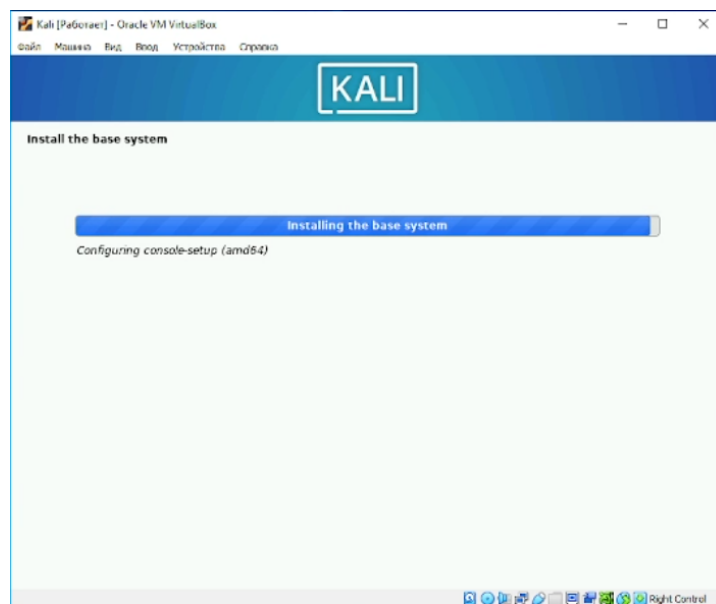 Kali [Работает] - Oracle VM VirtualBox
Файл Машина Вид Ввод Устройства Справка
KALI
Install the base system
Installing the base system
Configuring console-setup (amd64)
Right Control